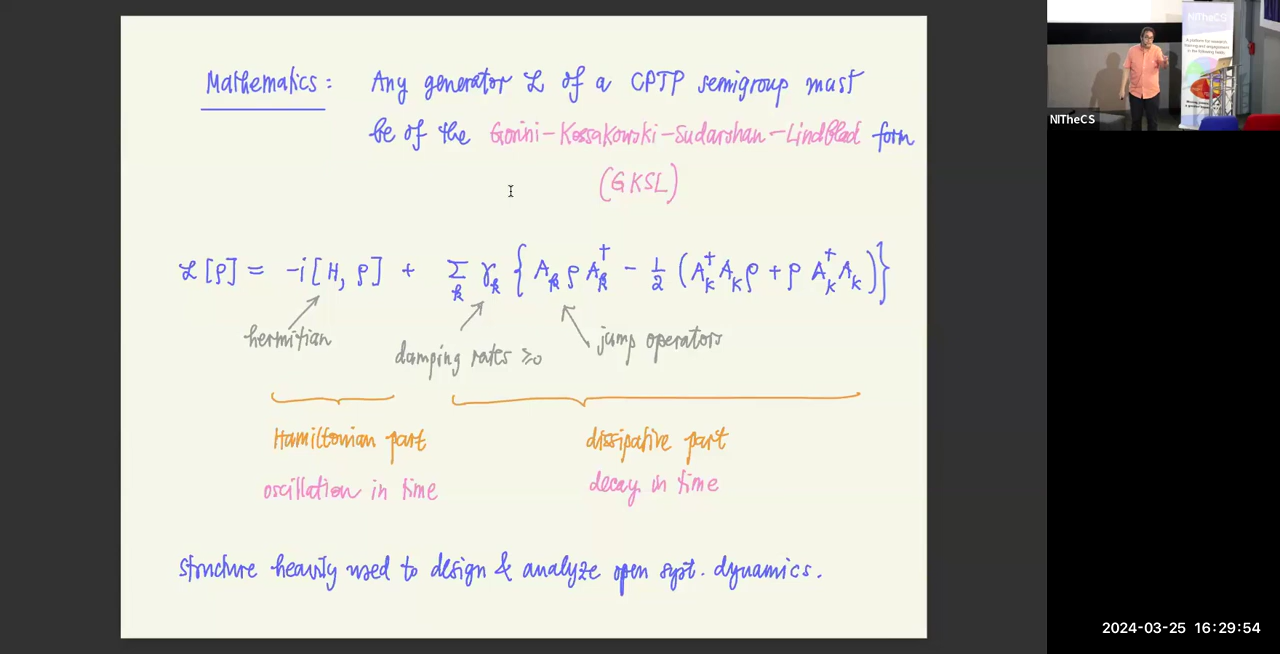 Mathematics: Any generator ℒ of a CPTP semigroup must
be of the Gorini-Kossakowski-Sudarshan-Lindblad form
(GKSL)
ℒ[ρ] = -i[H, ρ] + Σ_k γ_k { A_k ρ A_k^† - 1/2 (A_k^† A_k ρ + ρ A_k^† A_k) }
hermitian
damping rates ≥0
jump operators
Hamiltonian part
dissipative part
oscillation in time
decay in time
structure heavily used to design & analyze open syst. dynamics.
NITheCS
NITheCS
2024-03-25 16:29:54